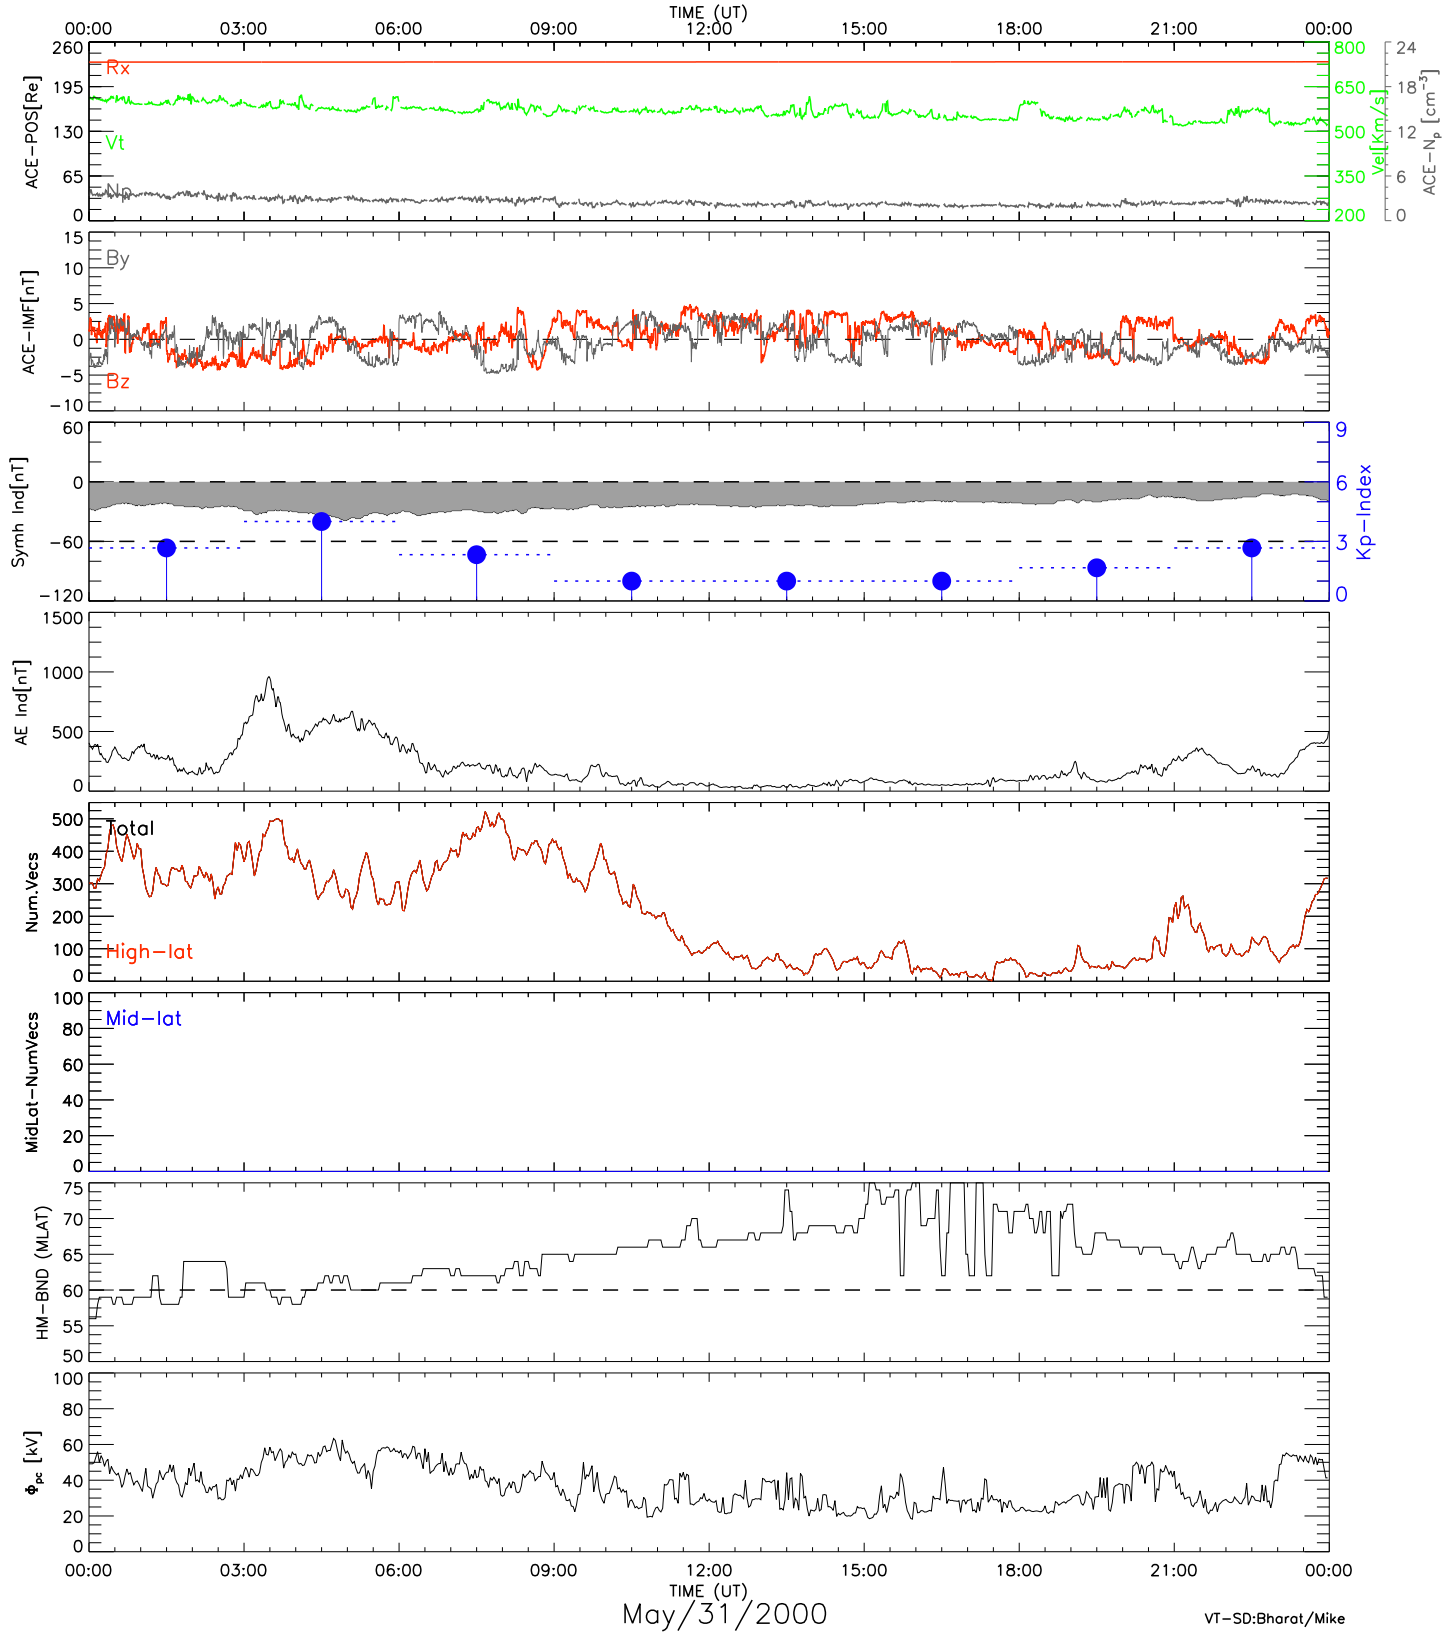 TIME (UT)
00:00 03:00 06:00 09:00 12:00 15:00 18:00 21:00 00:00
ACE-POS[Re]
260
195
130
65
0
Rx
Vt
Np
800
650
500
350
200
Vel[Km/s]
24
18
12
6
0
ACE-Np [cm-3]
ACE-IMF[nT]
15
10
5
0
-5
-10
By
Bz
Symh Ind[nT]
60
0
-60
-120
9
6
3
0
Kp-Index
AE Ind[nT]
1500
1000
500
0
Num.Vecs
500
400
300
200
100
0
Total
High-lat
MidLat-NumVecs
100
80
60
40
20
0
Mid-lat
HM-BND (MLAT)
75
70
65
60
55
50
Φpc [kV]
100
80
60
40
20
0
00:00 03:00 06:00 09:00 12:00 15:00 18:00 21:00 00:00
TIME (UT)
May/31/2000
VT-SD:Bharat/Mike